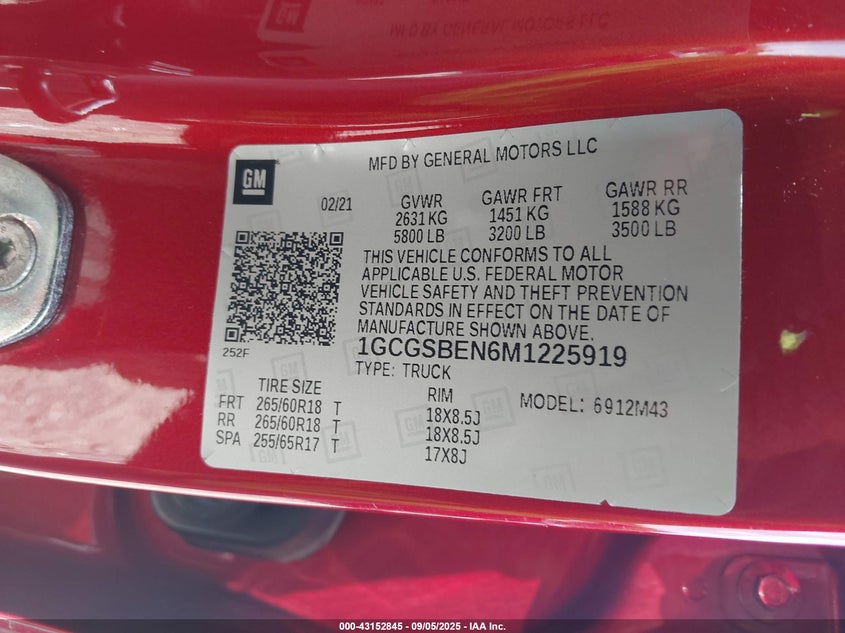 MFD BY GENERAL MOTORS LLC
GM
02/21
GVWR GAWR FRT GAWR RR
2631 KG 1451 KG 1588 KG
5800 LB 3200 LB 3500 LB
THIS VEHICLE CONFORMS TO ALL
APPLICABLE U.S. FEDERAL MOTOR
VEHICLE SAFETY AND THEFT PREVENTION
STANDARDS IN EFFECT ON THE DATE OF
MANUFACTURE SHOWN ABOVE.
252F
1GCGSBEN6M1225919
TYPE: TRUCK
TIRE SIZE RIM MODEL: 6912M43
FRT 265/60R18 T 18X8.5J
RR 265/60R18 T 18X8.5J
SPA 255/65R17 T 17X8J
000-43152845 - 09/05/2025 - IAA Inc.